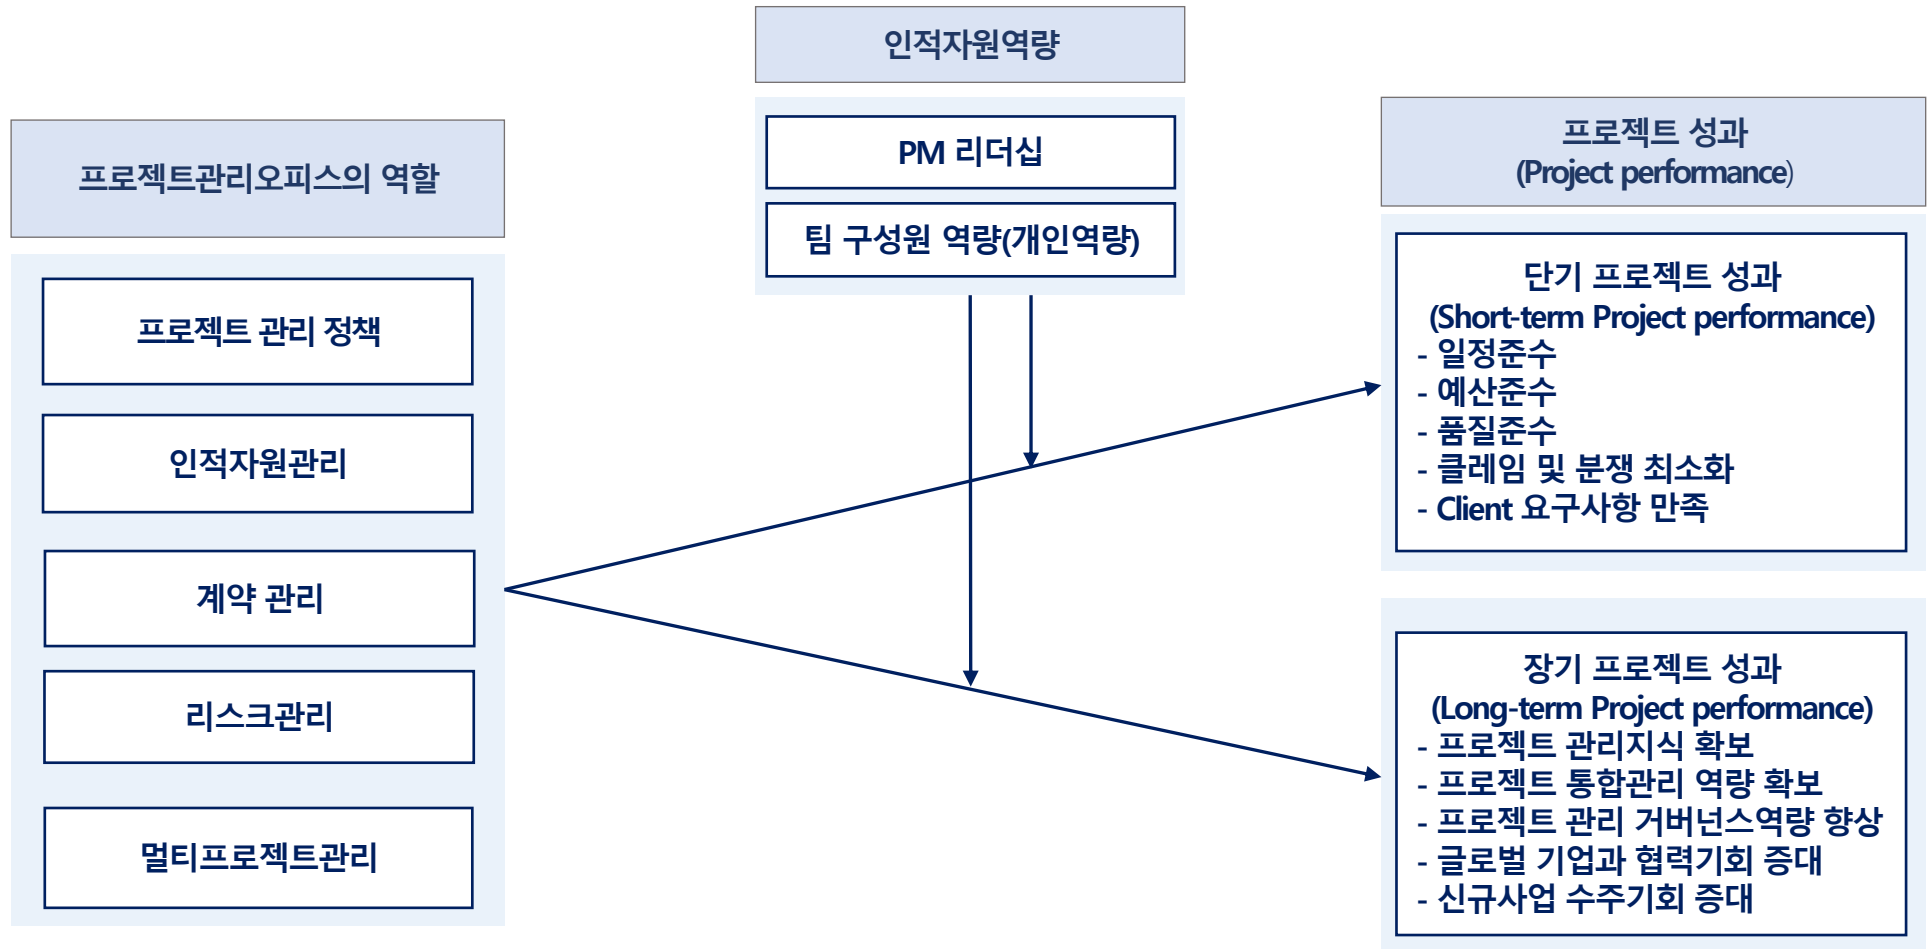 인적자원역량
PM 리더십
팀 구성원 역량(개인역량)
프로젝트관리오피스의 역할
프로젝트 관리 정책
인적자원관리
계약 관리
리스크관리
멀티프로젝트관리
프로젝트 성과
(Project performance)
단기 프로젝트 성과
(Short-term Project performance)
- 일정준수
- 예산준수
- 품질준수
- 클레임 및 분쟁 최소화
- Client 요구사항 만족
장기 프로젝트 성과
(Long-term Project performance)
- 프로젝트 관리지식 확보
- 프로젝트 통합관리 역량 확보
- 프로젝트 관리 거버넌스역량 향상
- 글로벌 기업과 협력기회 증대
- 신규사업 수주기회 증대